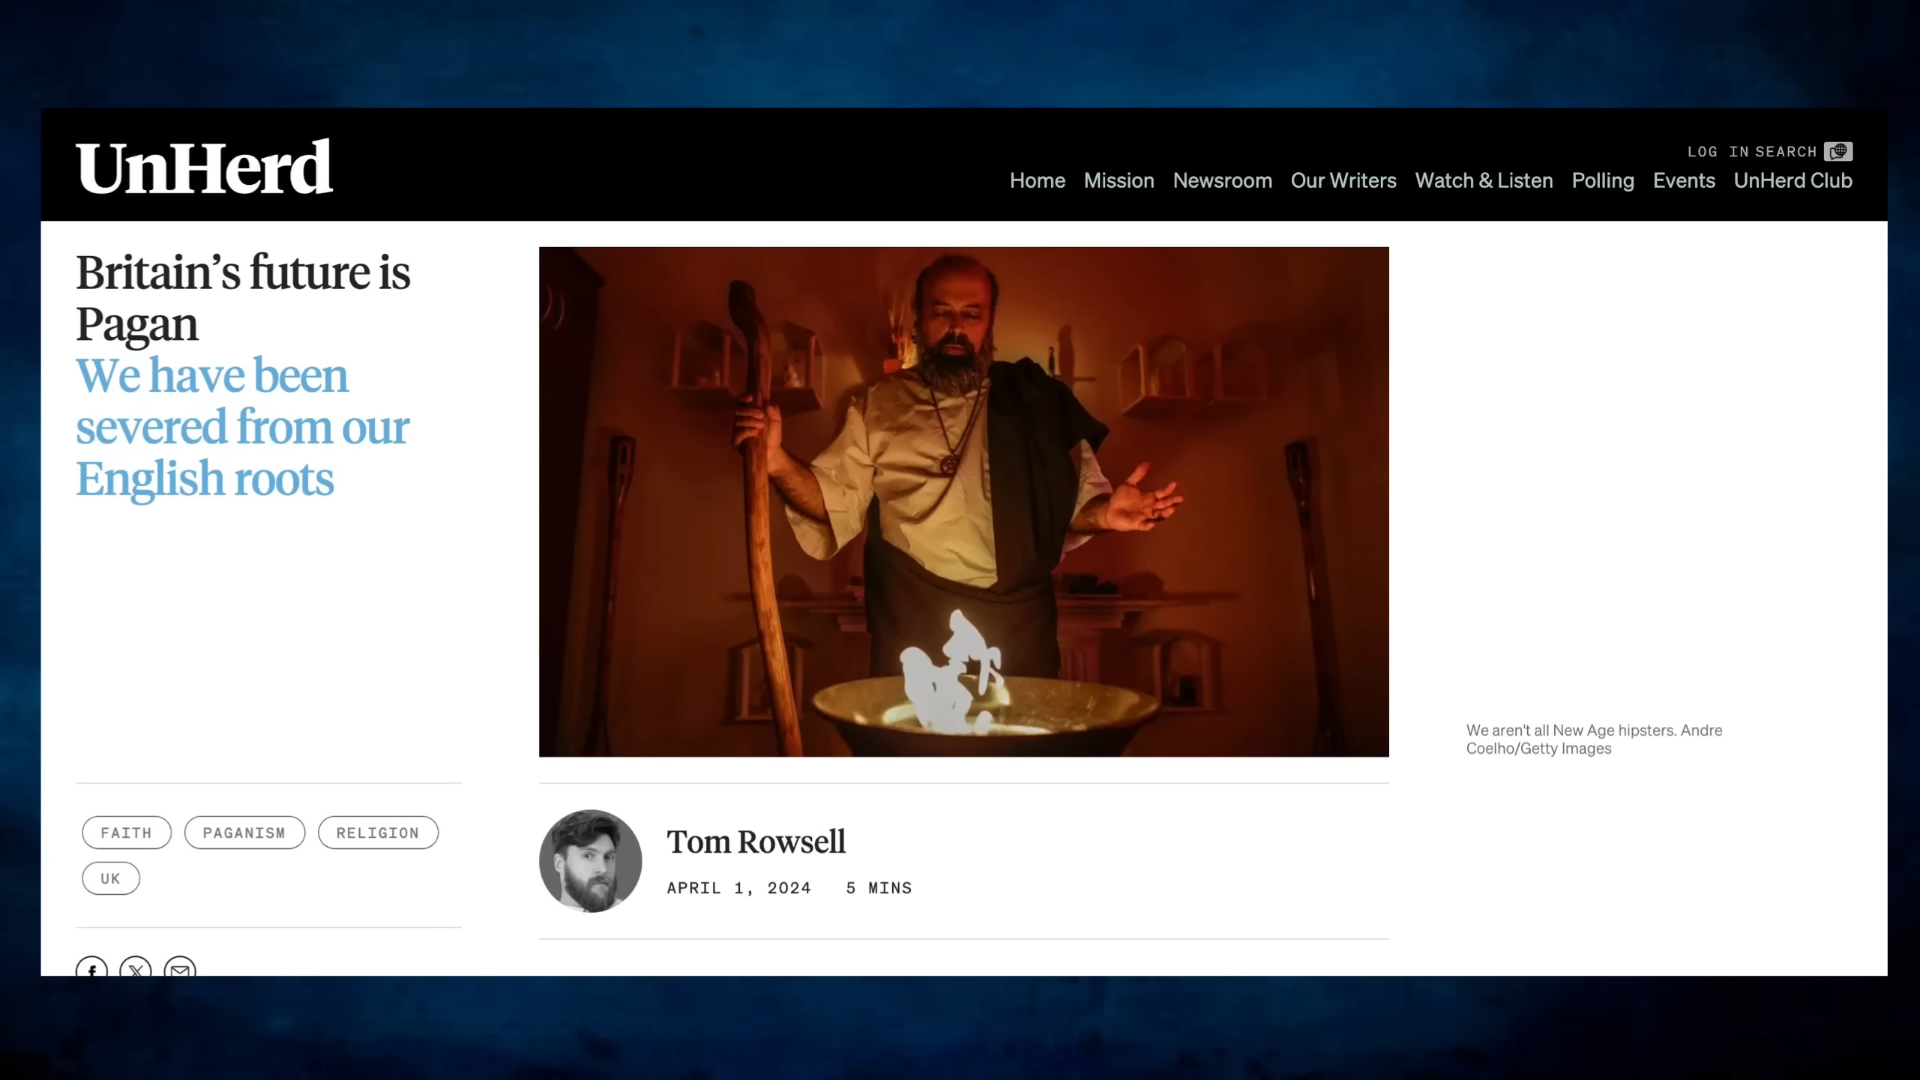 UnHerd
LOG IN SEARCH
Home Mission Newsroom Our Writers Watch & Listen Polling Events UnHerd Club
Britain's future is
Pagan
We have been
severed from our
English roots
We aren't all New Age hipsters. Andre
Coelho/Getty Images
FAITH PAGANISM RELIGION
UK
Tom Rowsell
APRIL 1, 2024 5 MINS